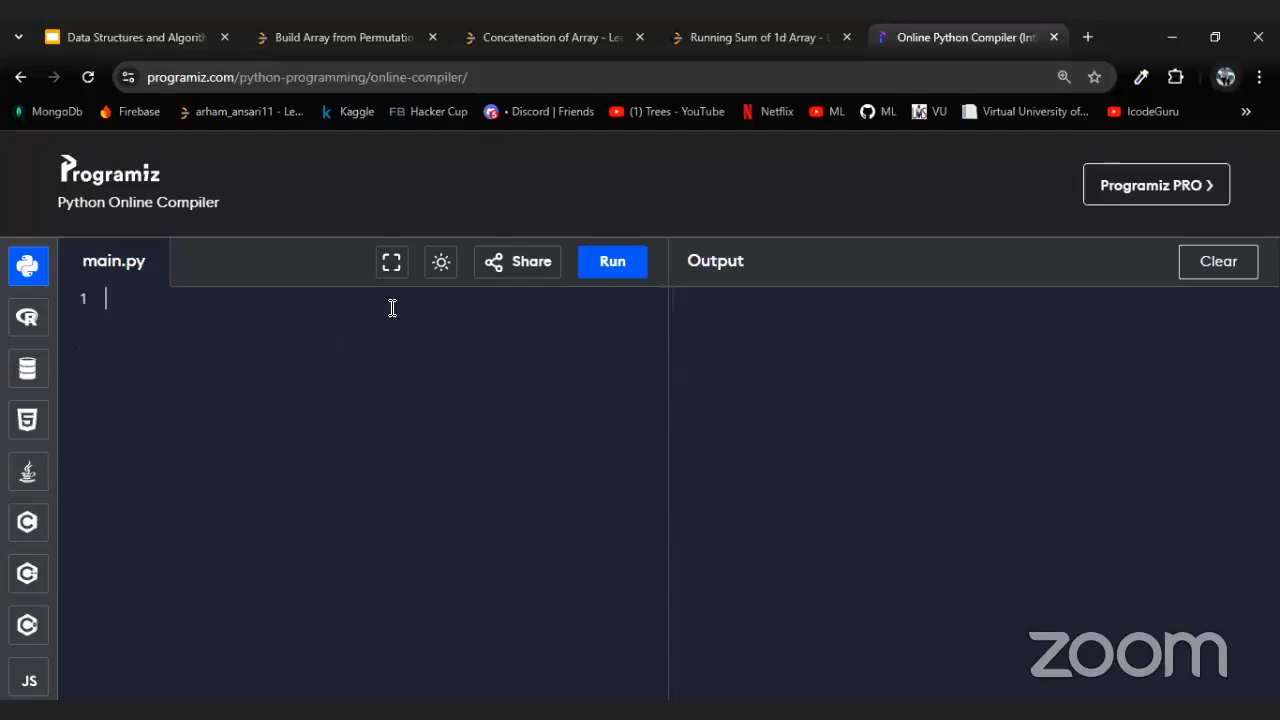 Data Structures and Algorith
Build Array from Permutatio
Concatenation of Array - Lee
Running Sum of 1d Array - L
Online Python Compiler (Int
programiz.com/python-programming/online-compiler/
MongoDb
Firebase
arham_ansari11 - Le...
Kaggle
FB Hacker Cup
• Discord | Friends
(1) Trees - YouTube
Netflix
ML
ML
VU
Virtual University of...
IcodeGuru
»
Programiz
Python Online Compiler
Programiz PRO ❯
main.py
Share
Run
Output
Clear
1
JS
zoom